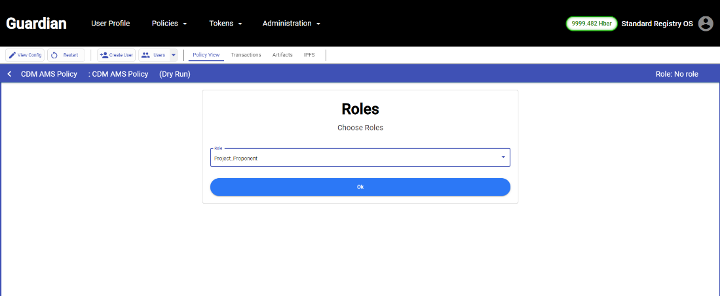 Guardian User Profile Policies Tokens Administration 9999.482 Hbar Standard Registry OS
View Config Restart Create User Users Policy View Transactions Artifacts IPFS
CDM AMS Policy : CDM AMS Policy (Dry Run) Role: No role
Roles
Choose Roles
Role
Project_Proponent
Ok